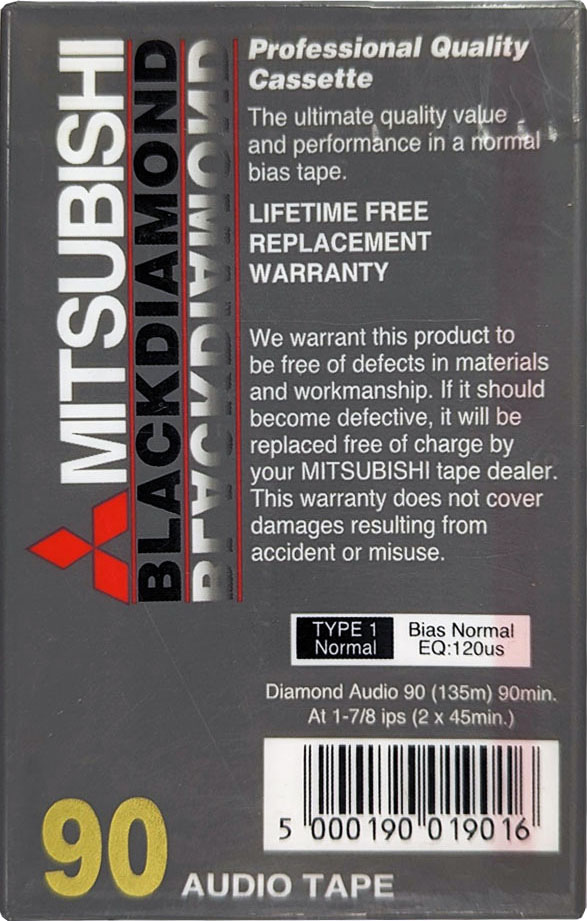 MITSUBISHI
BLACKDIAMOND
BLACKDIAMOND
Professional Quality
Cassette
The ultimate quality value
and performance in a normal
bias tape.
LIFETIME FREE
REPLACEMENT
WARRANTY
We warrant this product to
be free of defects in materials
and workmanship. If it should
become defective, it will be
replaced free of charge by
your MITSUBISHI tape dealer.
This warranty does not cover
damages resulting from
accident or misuse.
TYPE 1
Normal
Bias Normal
EQ:120us
Diamond Audio 90 (135m) 90min.
At 1-7/8 ips (2 x 45min.)
5 000190 019016
90 AUDIO TAPE